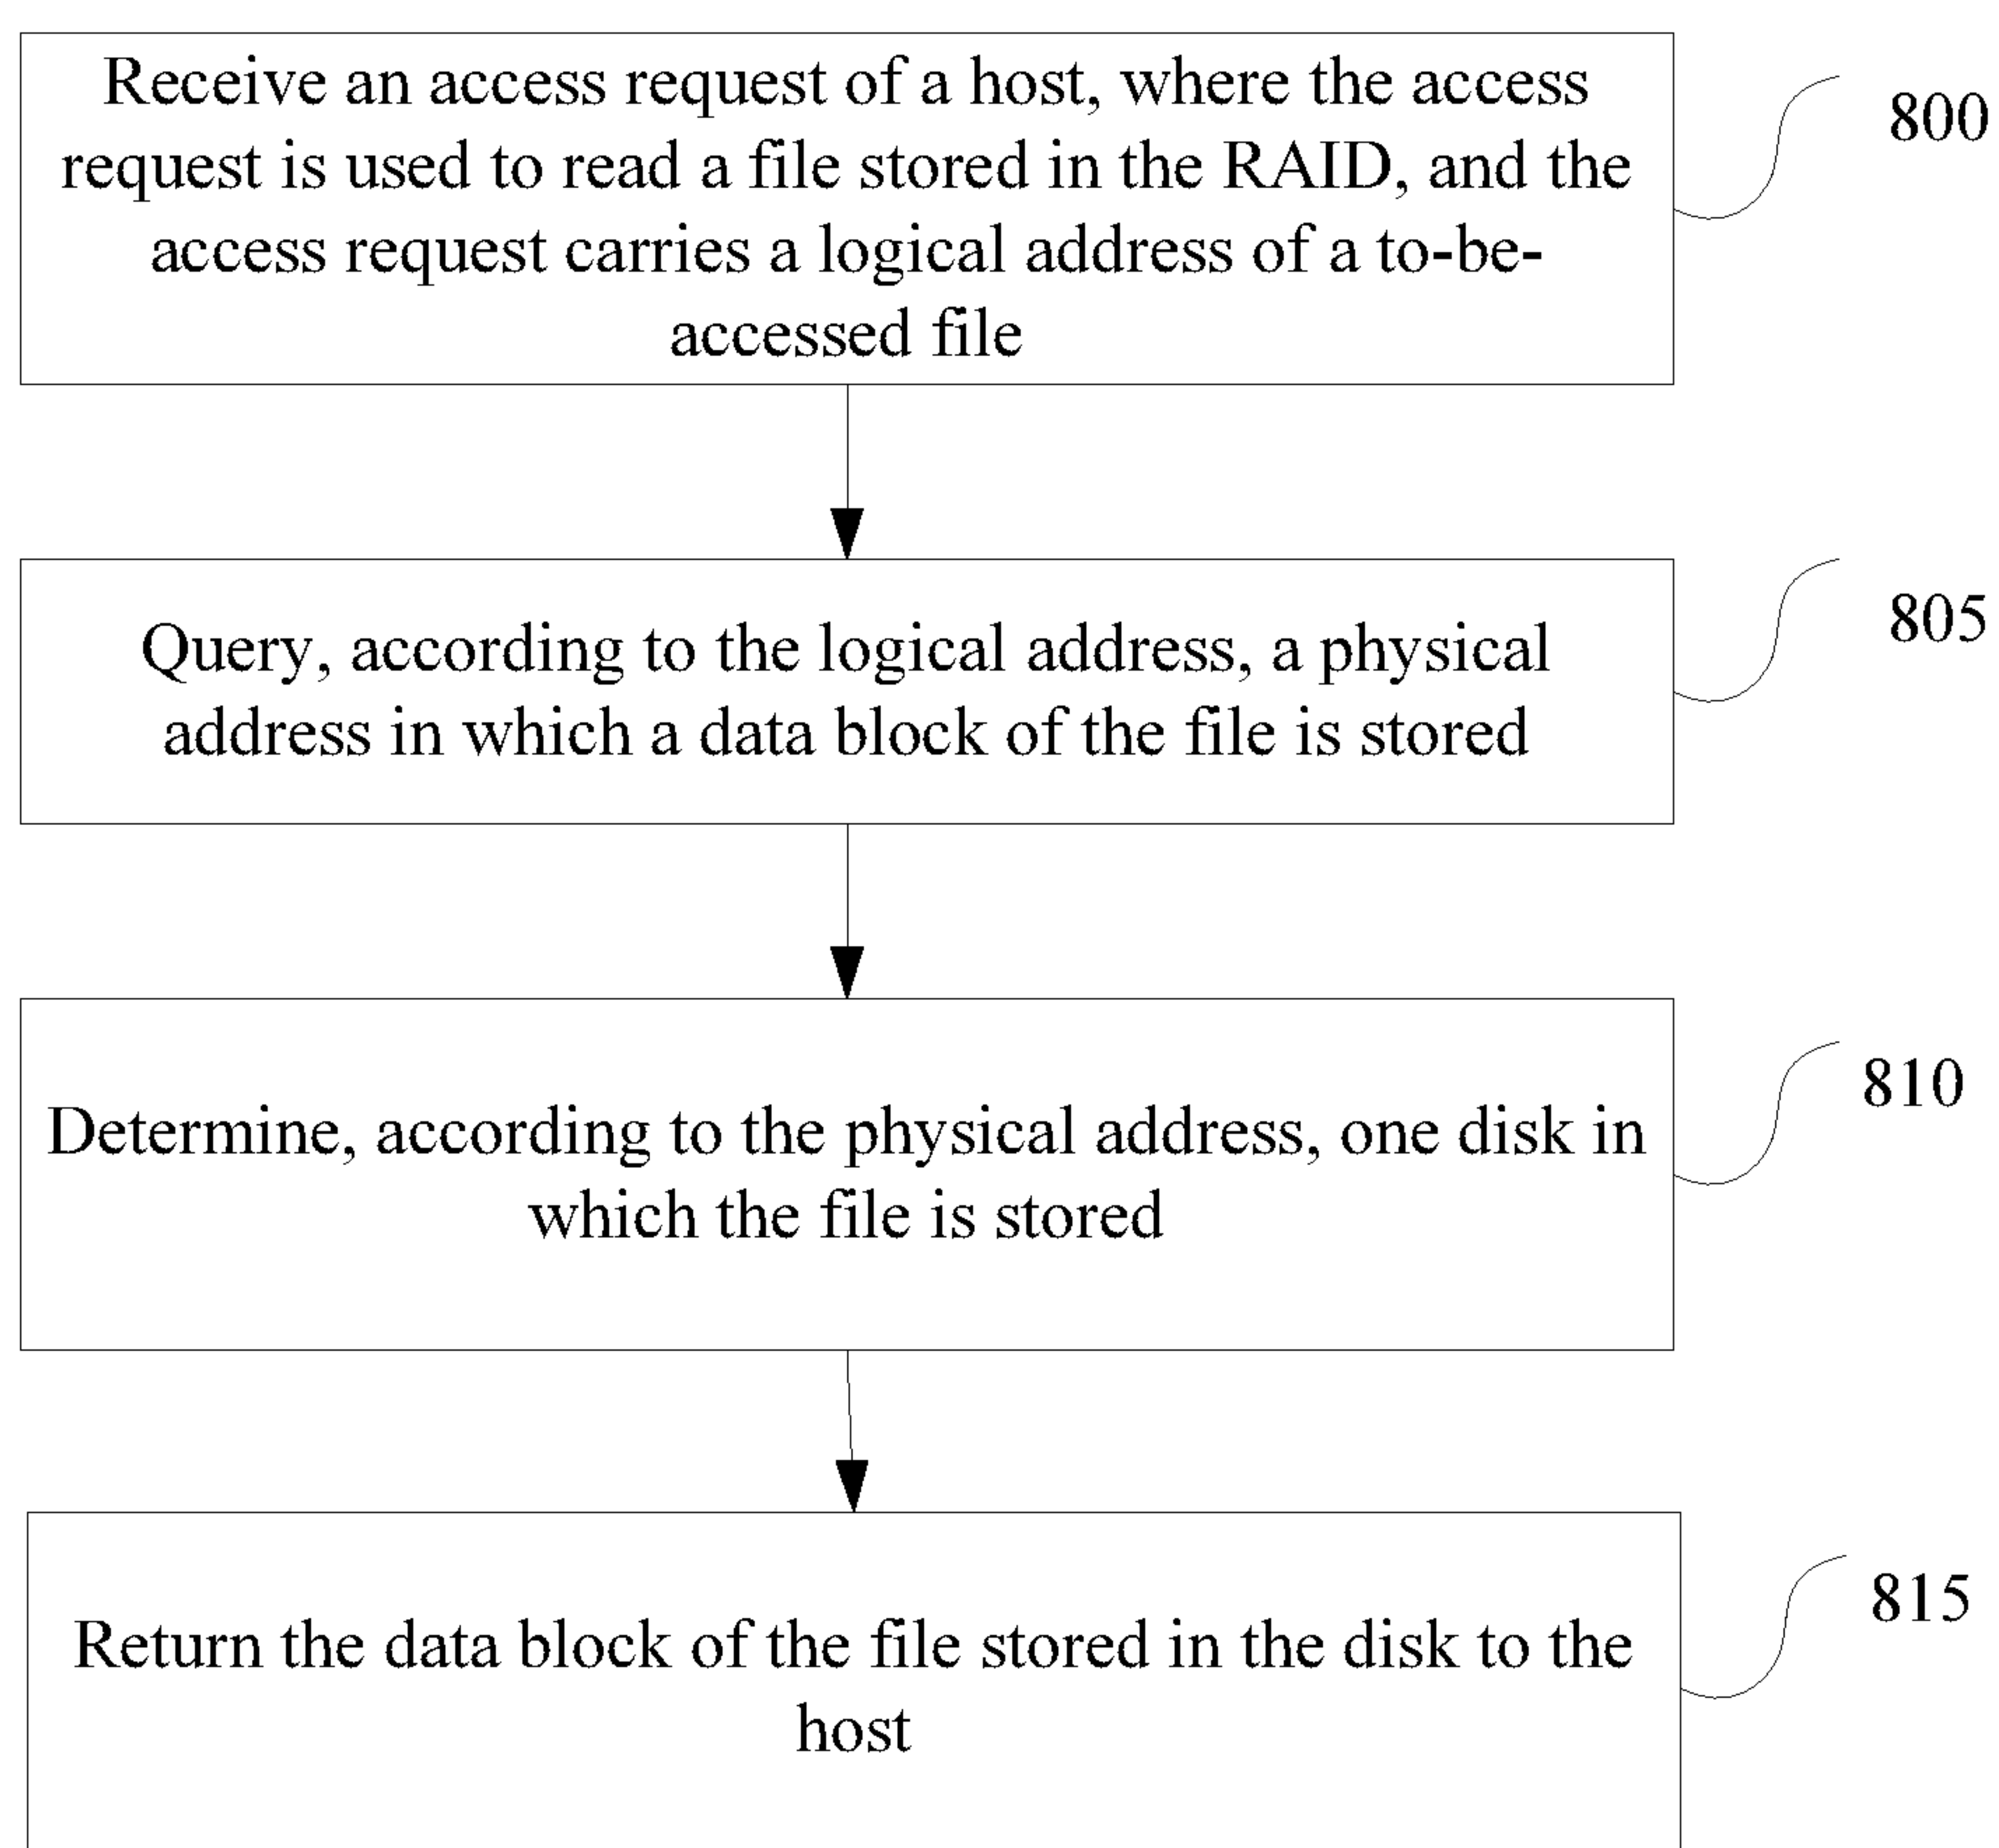 Receive an access request of a host, where the access
request is used to read a file stored in the RAID, and the
access request carries a logical address of a to-be-
accessed file
800
Query, according to the logical address, a physical
address in which a data block of the file is stored
805
Determine, according to the physical address, one disk in
which the file is stored
810
Return the data block of the file stored in the disk to the
host
815